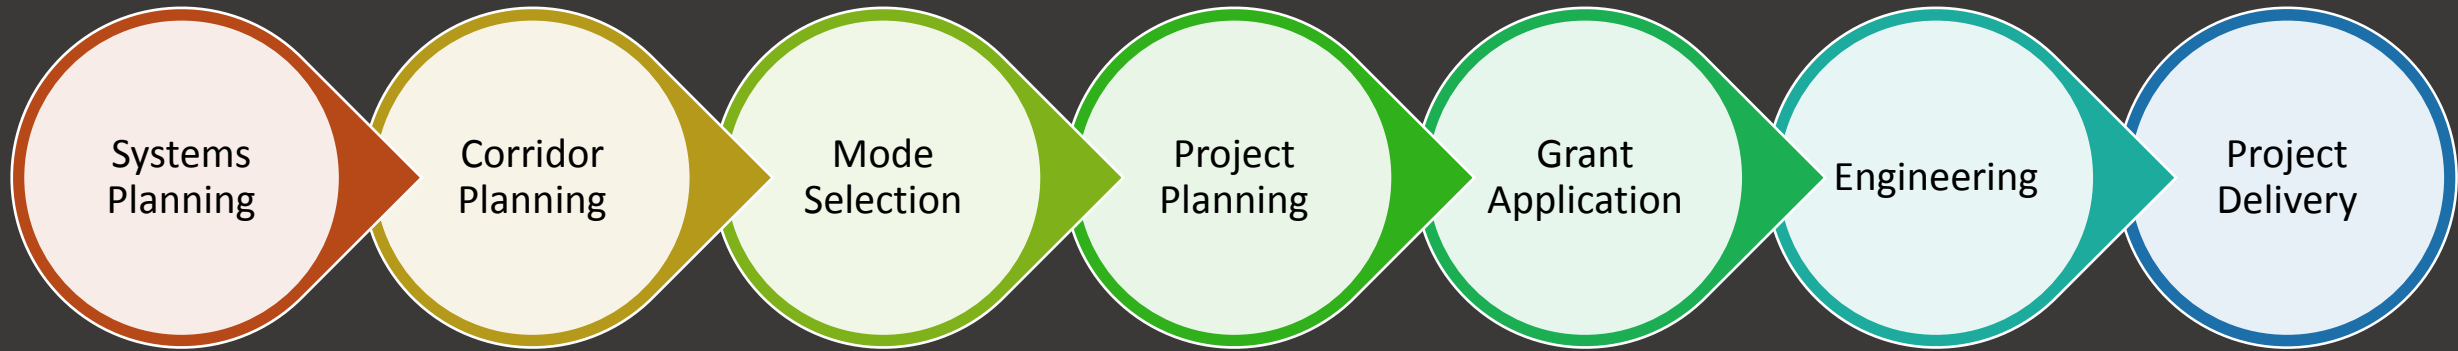 Systems
Planning
Corridor
Planning
Mode
Selection
Project
Planning
Grant
Application
Engineering
Project
Delivery